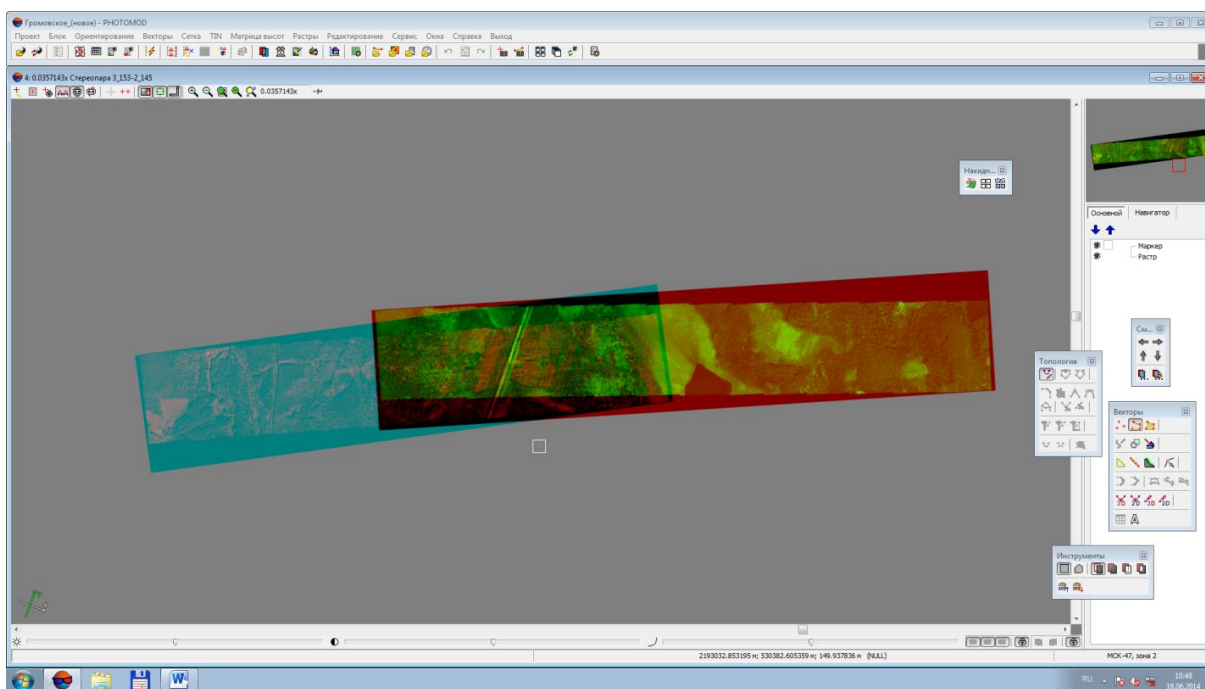 Громовское_(новое) - PHOTOMOD
Проект Блок Ориентирование Векторы Сетка TIN Матрица высот Растры Редактирование Сервис Окна Справка Выход
4: 0.0357143x Стереопара 3_153-2_145
0.0357143x
Накидн...
Основной Навигатор
Маркер
Растр
См...
Топология
Векторы
Инструменты
2193032.853195 м; 530382.605359 м; 149.937836 м (NULL)
МСК-47, зона 2
RU
10:48
18.06.2014